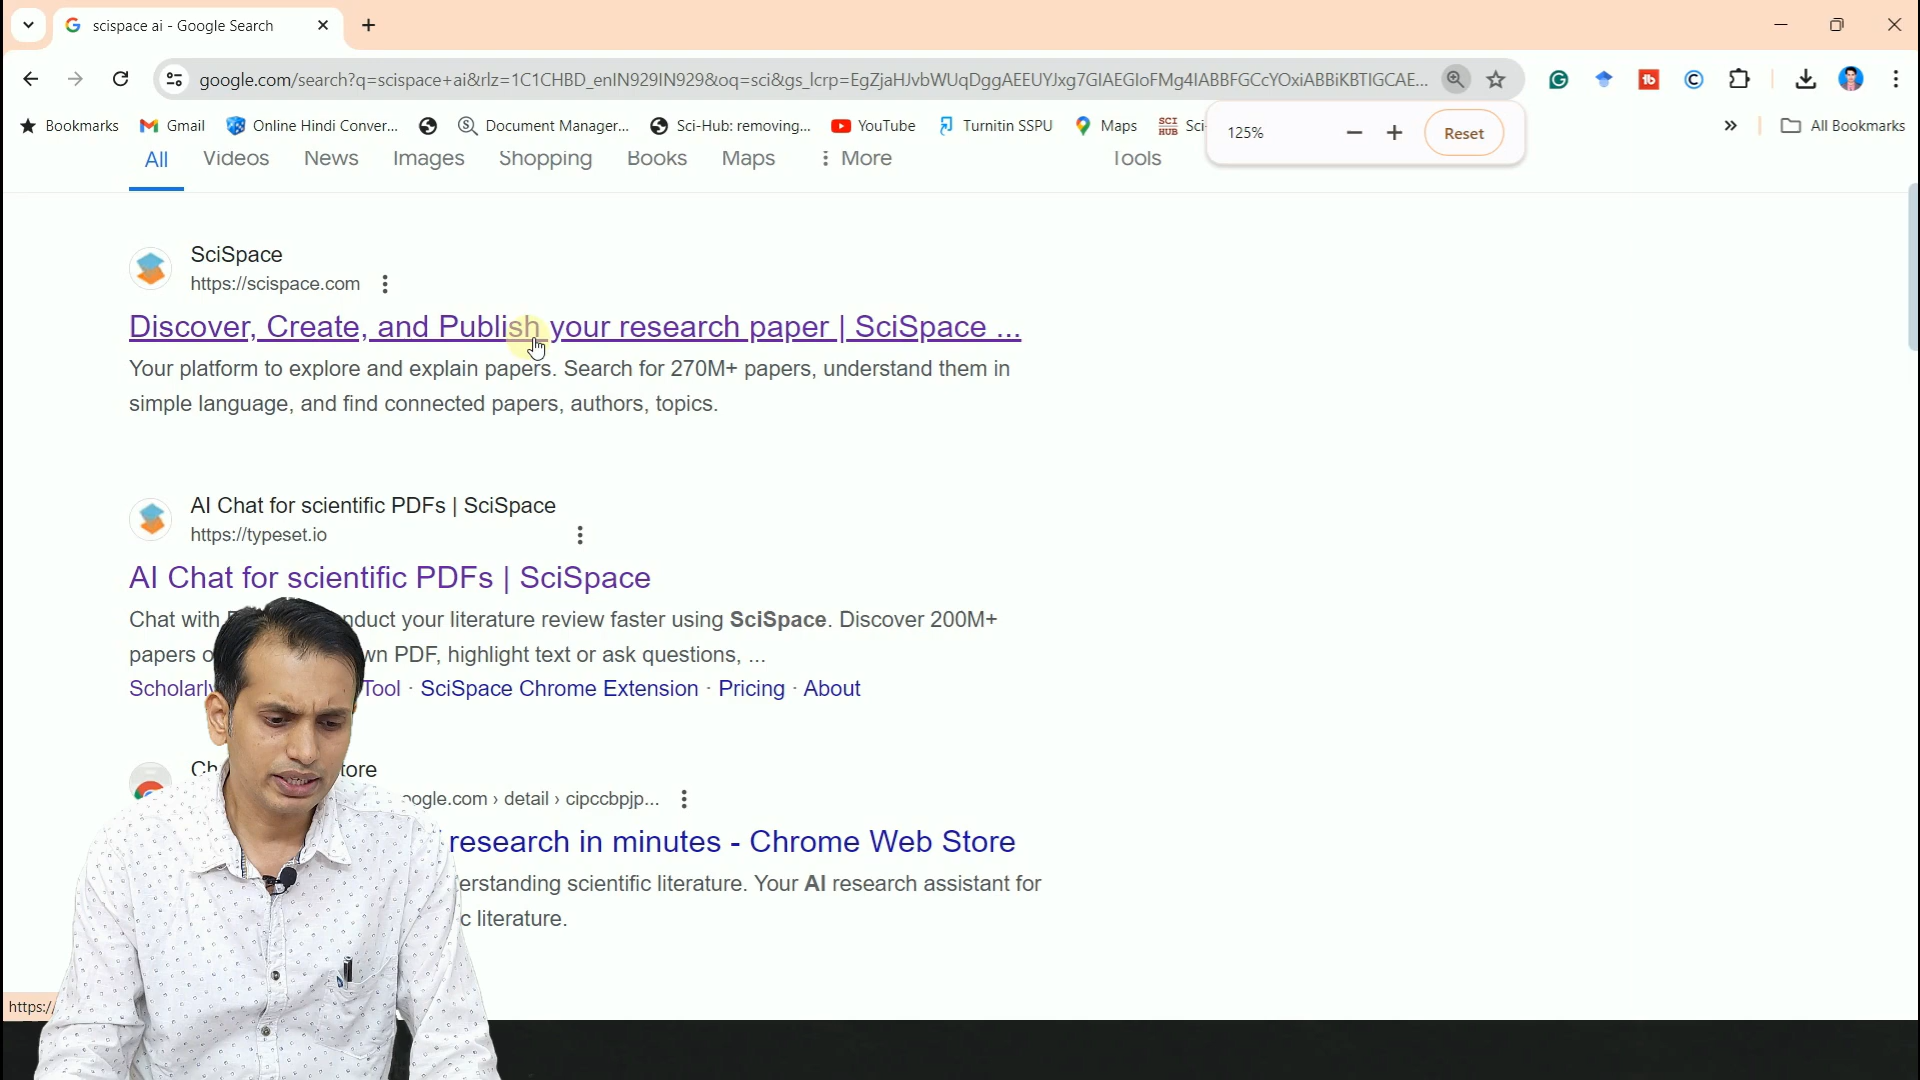 scispace ai - Google Search
google.com/search?q=scispace+ai&rlz=1C1CHBD_enIN929IN929&oq=sci&gs_lcrp=EgZjaHJvbWUqDggAEEUYJxg7GIAEGIoFMg4IABBFGCcYOxiABBiKBTIGCAE...
Bookmarks Gmail Online Hindi Conver... Document Manager... Sci-Hub: removing... YouTube Turnitin SSPU Maps SCI HUB Sci- » All Bookmarks
125% Reset
All Videos News Images Shopping Books Maps More Tools
SciSpace
https://scispace.com
Discover, Create, and Publish your research paper | SciSpace ...
Your platform to explore and explain papers. Search for 270M+ papers, understand them in
simple language, and find connected papers, authors, topics.
AI Chat for scientific PDFs | SciSpace
https://typeset.io
AI Chat for scientific PDFs | SciSpace
Chat with nduct your literature review faster using SciSpace. Discover 200M+
papers o wn PDF, highlight text or ask questions, ...
Scholarly Tool · SciSpace Chrome Extension · Pricing · About
Ch tore
oogle.com › detail › cipccbpjp...
research in minutes - Chrome Web Store
erstanding scientific literature. Your AI research assistant for
c literature.
https://